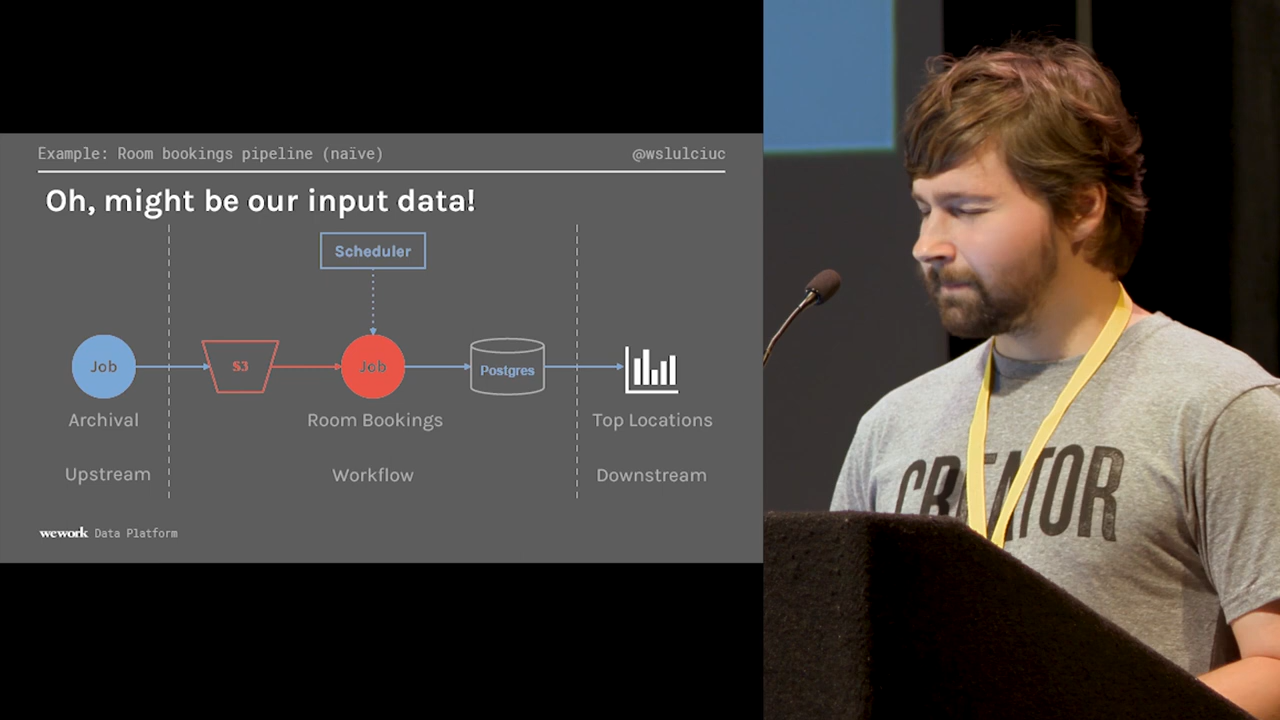 Example: Room bookings pipeline (naïve)
@wslulciuc
Oh, might be our input data!
Scheduler
Job
S3
Job
Postgres
Archival
Room Bookings
Top Locations
Upstream
Workflow
Downstream
wework Data Platform
CREATOR